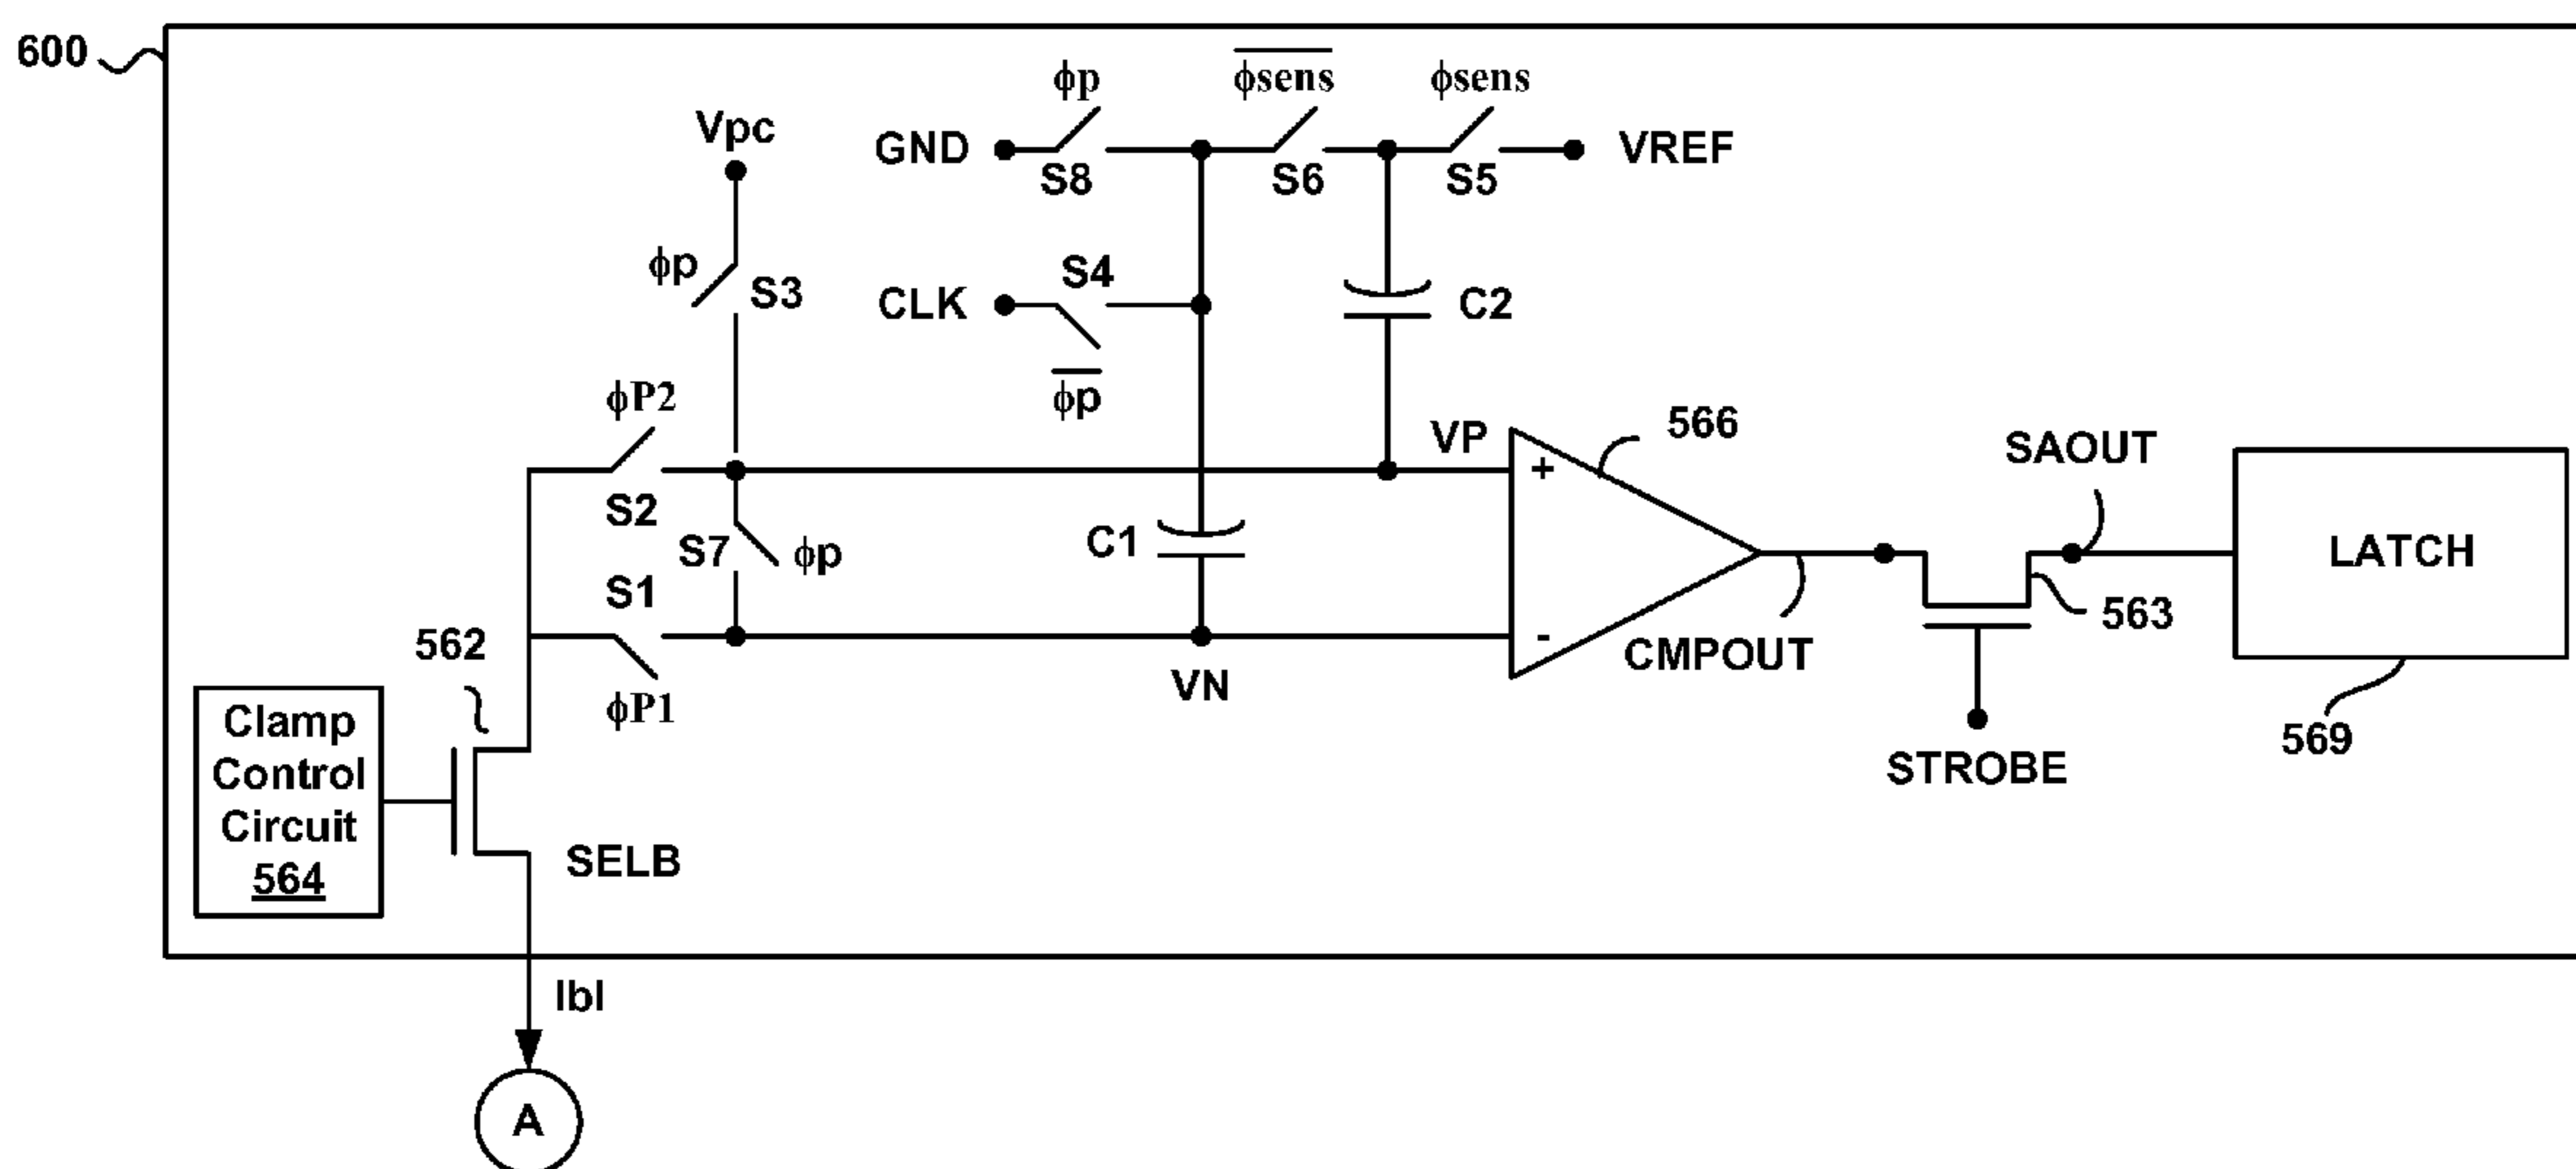 600
ϕp
ϕsens̅
ϕsens
Vpc
GND
S8
S6
S5
VREF
ϕp
S3
S4
CLK
ϕp̅
C2
ϕP2
VP
566
SAOUT
S2
+
S7
ϕp
C1
LATCH
S1
-
562
563
CMPOUT
ϕP1
VN
Clamp
Control
Circuit
564
STROBE
569
SELB
Ibl
A